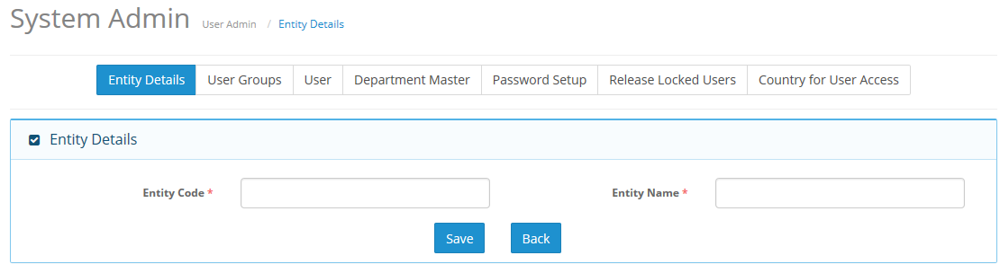 System Admin User Admin / Entity Details
Entity Details User Groups User Department Master Password Setup Release Locked Users Country for User Access
Entity Details
Entity Code * Entity Name *
Save Back